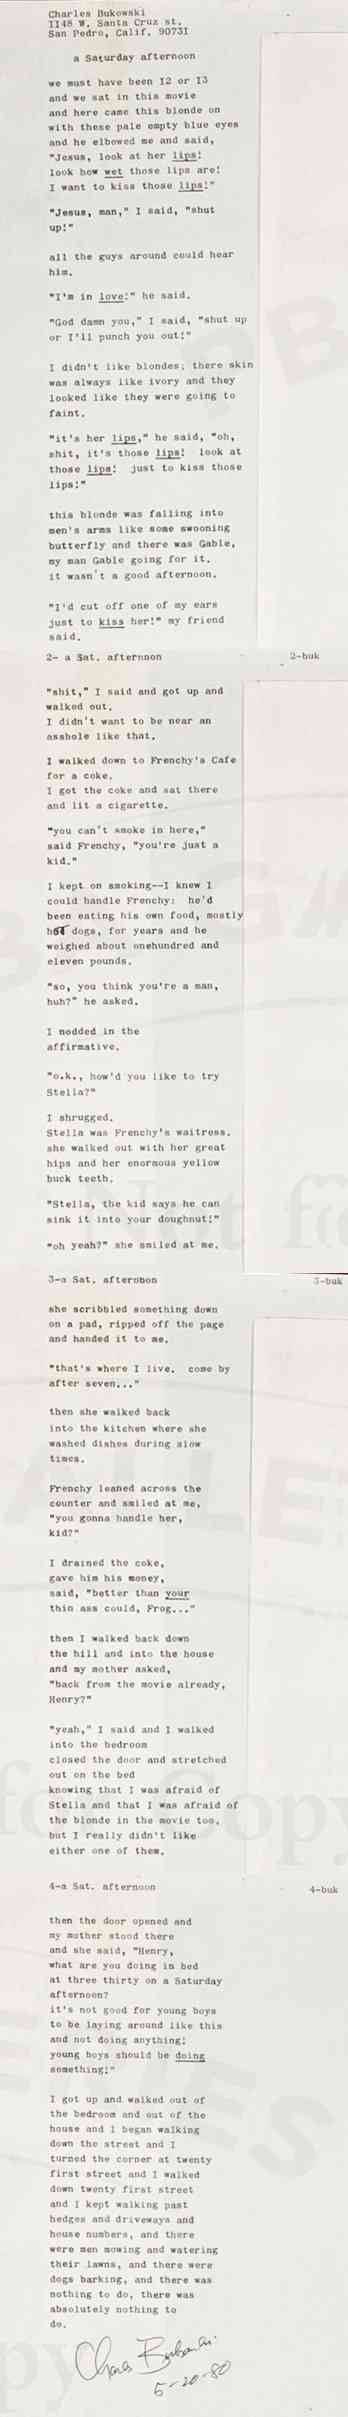 Charles Bukowski
1148 W. Santa Cruz st.
San Pedro, Calif. 90731
a Saturday afternoon
we must have been 12 or 13
and we sat in this movie
and here came this blonde on
with these pale empty blue eyes
and he elbowed me and said,
"Jesus, look at her lips!
look how wet those lips are!
I want to kiss those lips!"
"Jesus, man," I said, "shut
up!"
all the guys around could hear
him.
"I'm in love!" he said.
"God damn you," I said, "shut up
or I'll punch you out!"
I didn't like blondes; there skin
was always like ivory and they
looked like they were going to
faint.
"it's her lips," he said, "oh,
shit, it's those lips! look at
those lips! just to kiss those
lips!"
this blonde was falling into
men's arms like some swooning
butterfly and there was Gable,
my man Gable going for it.
it wasn't a good afternoon.
"I'd cut off one of my ears
just to kiss her!" my friend
said.
2- a Sat. afternoon 2-buk
"shit," I said and got up and
walked out.
I didn't want to be near an
asshole like that.
I walked down to Frenchy's Cafe
for a coke.
I got the coke and sat there
and lit a cigarette.
"you can't smoke in here,"
said Frenchy, "you're just a
kid."
I kept on smoking--I knew I
could handle Frenchy: he'd
been eating his own food, mostly
hot dogs, for years and he
weighed about onehundred and
eleven pounds.
"so, you think you're a man,
huh?" he asked.
I nodded in the
affirmative.
"o.k., how'd you like to try
Stella?"
I shrugged.
Stella was Frenchy's waitress.
she walked out with her great
hips and her enormous yellow
buck teeth.
"Stella, the kid says he can
sink it into your doughnut!"
"oh yeah?" she smiled at me.
3-a Sat. afternoon 3-buk
she scribbled something down
on a pad, ripped off the page
and handed it to me.
"that's where I live. come by
after seven..."
then she walked back
into the kitchen where she
washed dishes during slow
times.
Frenchy leaned across the
counter and smiled at me,
"you gonna handle her,
kid?"
I drained the coke,
gave him his money,
said, "better than your
thin ass could, Frog..."
then I walked back down
the hill and into the house
and my mother asked,
"back from the movie already,
Henry?"
"yeah," I said and I walked
into the bedroom
closed the door and stretched
out on the bed
knowing that I was afraid of
Stella and that I was afraid of
the blonde in the movie too,
but I really didn't like
either one of them.
4-a Sat. afternoon 4-buk
then the door opened and
my mother stood there
and she said, "Henry,
what are you doing in bed
at three thirty on a Saturday
afternoon?
it's not good for young boys
to be laying around like this
and not doing anything!
young boys should be doing
something!"
I got up and walked out of
the bedroom and out of the
house and I began walking
down the street and I
turned the corner at twenty
first street and I walked
down twenty first street
and I kept walking past
hedges and driveways and
house numbers, and there
were men mowing and watering
their lawns, and there were
dogs barking, and there was
nothing to do, there was
absolutely nothing to
do.
Charles Bukowski
5-20-80